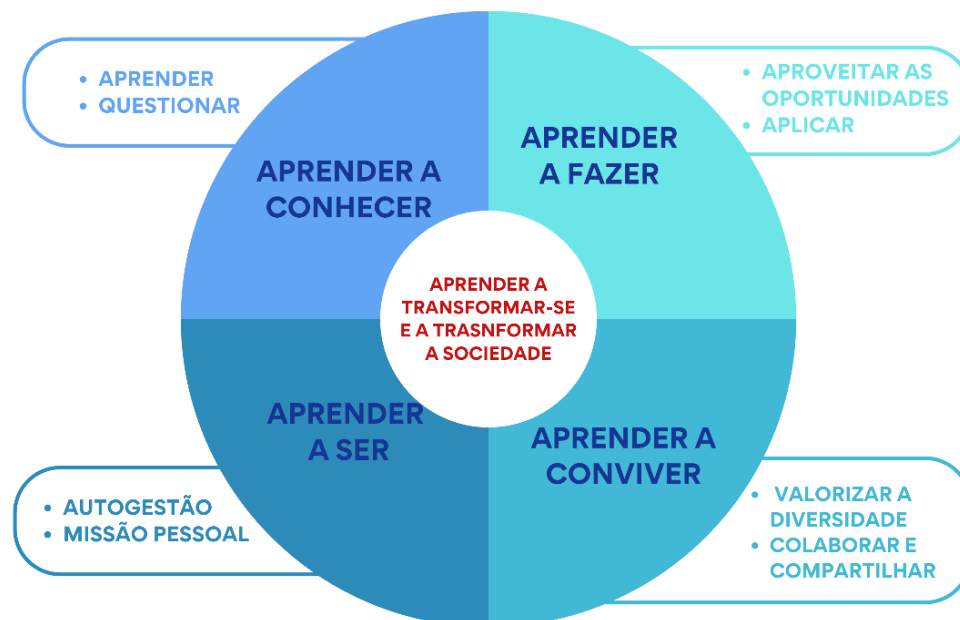 • APRENDER
• QUESTIONAR
• APROVEITAR AS
OPORTUNIDADES
• APLICAR
APRENDER A
CONHECER
APRENDER
A FAZER
APRENDER A
TRANSFORMAR-SE
E A TRASNFORMAR
A SOCIEDADE
APRENDER
A SER
APRENDER A
CONVIVER
• AUTOGESTÃO
• MISSÃO PESSOAL
• VALORIZAR A
DIVERSIDADE
• COLABORAR E
COMPARTILHAR